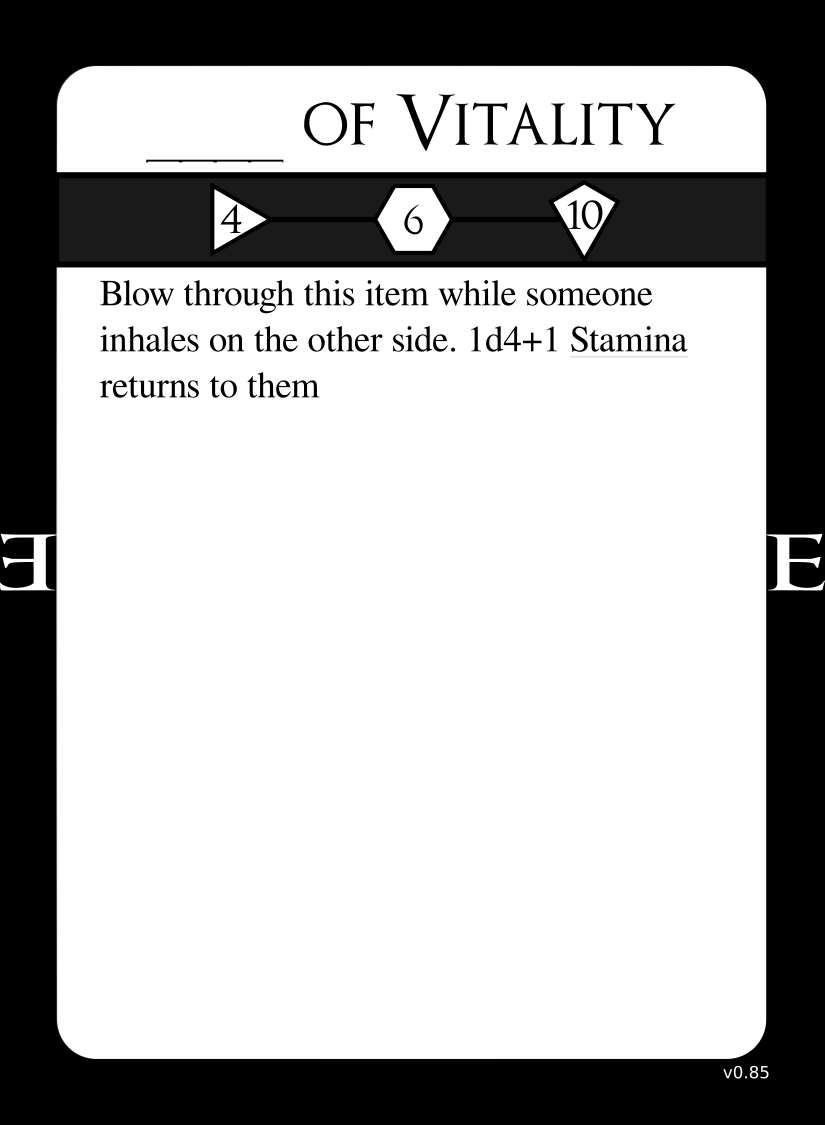 ____ of Vitality
4 6 10
Blow through this item while someone
inhales on the other side. 1d4+1 Stamina
returns to them
E E
v0.85